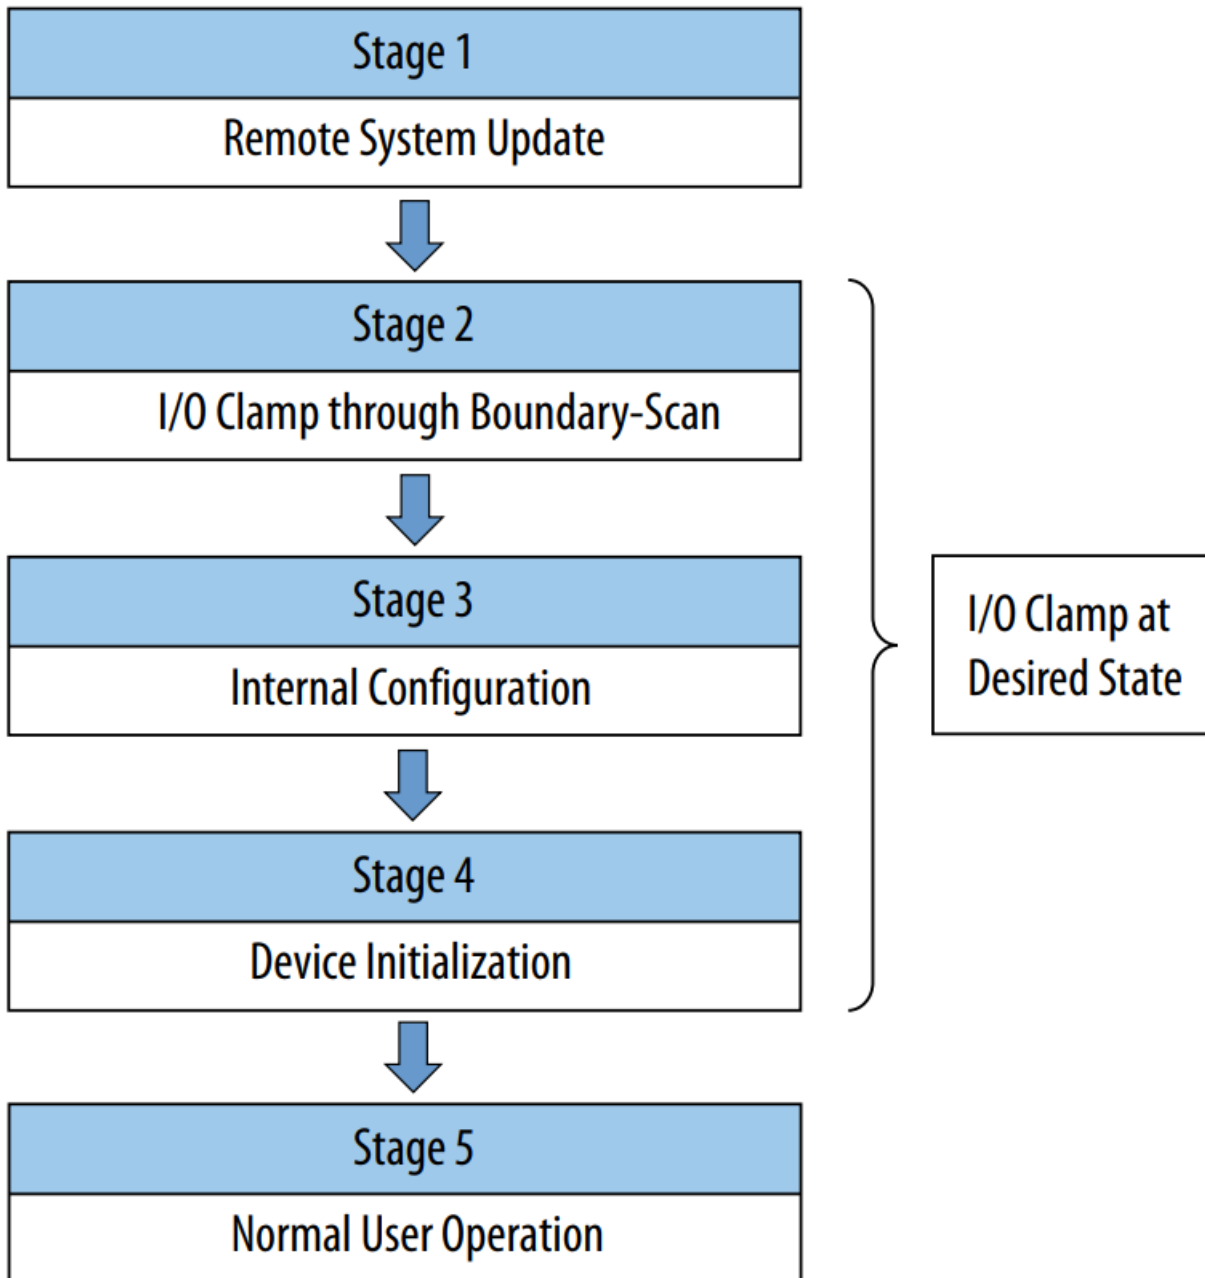 Stage 1
Remote System Update
Stage 2
I/O Clamp through Boundary-Scan
Stage 3
Internal Configuration
I/O Clamp at
Desired State
Stage 4
Device Initialization
Stage 5
Normal User Operation